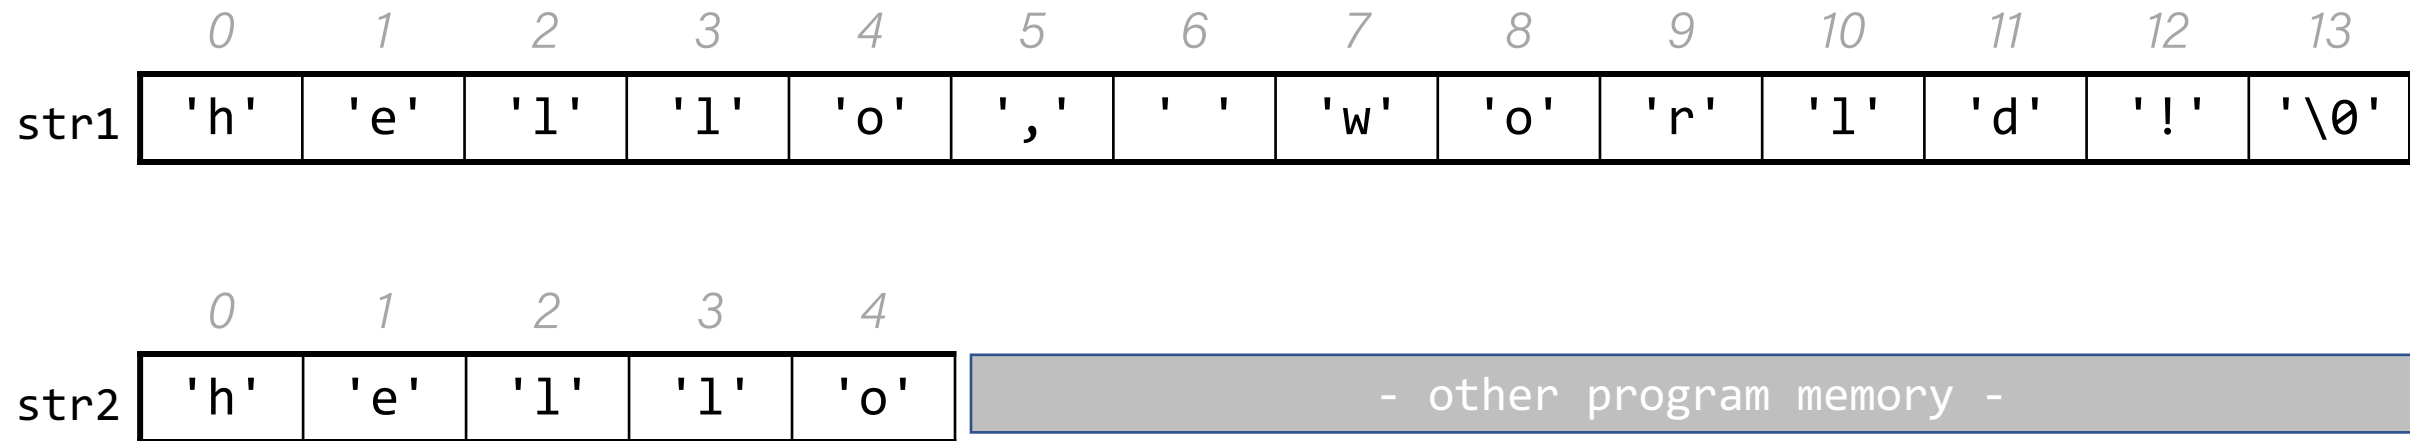 0 1 2 3 4 5 6 7 8 9 10 11 12 13
str1 'h' 'e' 'l' 'l' 'o' ',' ' ' 'w' 'o' 'r' 'l' 'd' '!' '\0'
0 1 2 3 4
str2 'h' 'e' 'l' 'l' 'o' - other program memory -